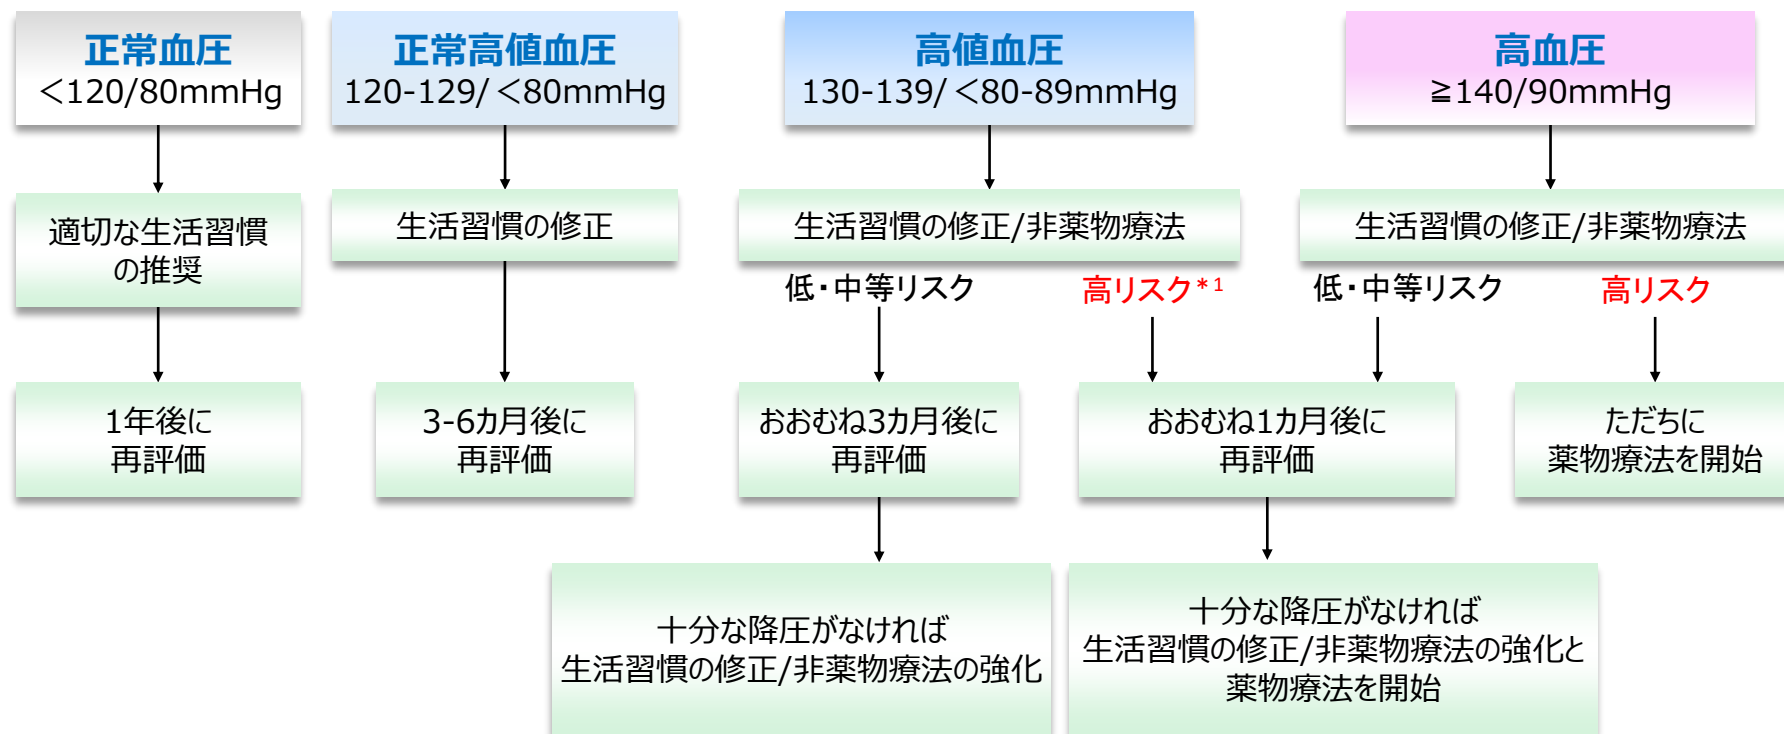 正常血圧
＜120/80mmHg
正常高値血圧
120-129/＜80mmHg
高値血圧
130-139/＜80-89mmHg
高血圧
≧140/90mmHg
適切な生活習慣
の推奨
生活習慣の修正
生活習慣の修正/非薬物療法
生活習慣の修正/非薬物療法
低・中等リスク
高リスク*1
低・中等リスク
高リスク
1年後に
再評価
3-6カ月後に
再評価
おおむね3カ月後に
再評価
おおむね1カ月後に
再評価
ただちに
薬物療法を開始
十分な降圧がなければ
生活習慣の修正/非薬物療法の強化
十分な降圧がなければ
生活習慣の修正/非薬物療法の強化と
薬物療法を開始